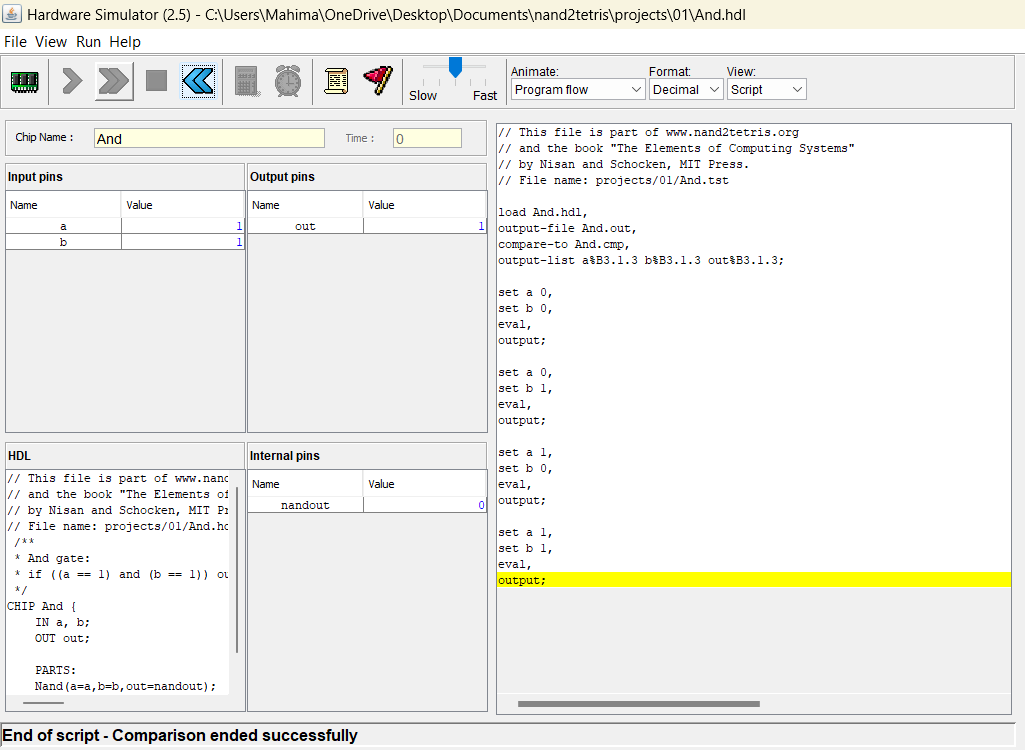 Hardware Simulator (2.5) - C:\Users\Mahima\OneDrive\Desktop\Documents\nand2tetris\projects\01\And.hdl
File View Run Help
Slow Fast
Animate: Format: View:
Program flow Decimal Script
Chip Name : And Time : 0
Input pins
Name Value
a 1
b 1
Output pins
Name Value
out 1
HDL
// This file is part of www.nand
// and the book "The Elements of
// by Nisan and Schocken, MIT Pr
// File name: projects/01/And.hd
/**
* And gate:
* if ((a == 1) and (b == 1)) ou
*/
CHIP And {
IN a, b;
OUT out;
PARTS:
Nand(a=a,b=b,out=nandout);
Internal pins
Name Value
nandout 0
// This file is part of www.nand2tetris.org
// and the book "The Elements of Computing Systems"
// by Nisan and Schocken, MIT Press.
// File name: projects/01/And.tst
load And.hdl,
output-file And.out,
compare-to And.cmp,
output-list a%B3.1.3 b%B3.1.3 out%B3.1.3;
set a 0,
set b 0,
eval,
output;
set a 0,
set b 1,
eval,
output;
set a 1,
set b 0,
eval,
output;
set a 1,
set b 1,
eval,
output;
End of script - Comparison ended successfully